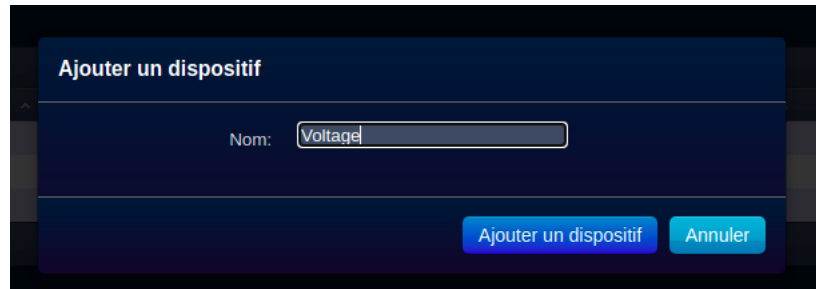 Ajouter un dispositif
Nom: Voltage
Ajouter un dispositif Annuler